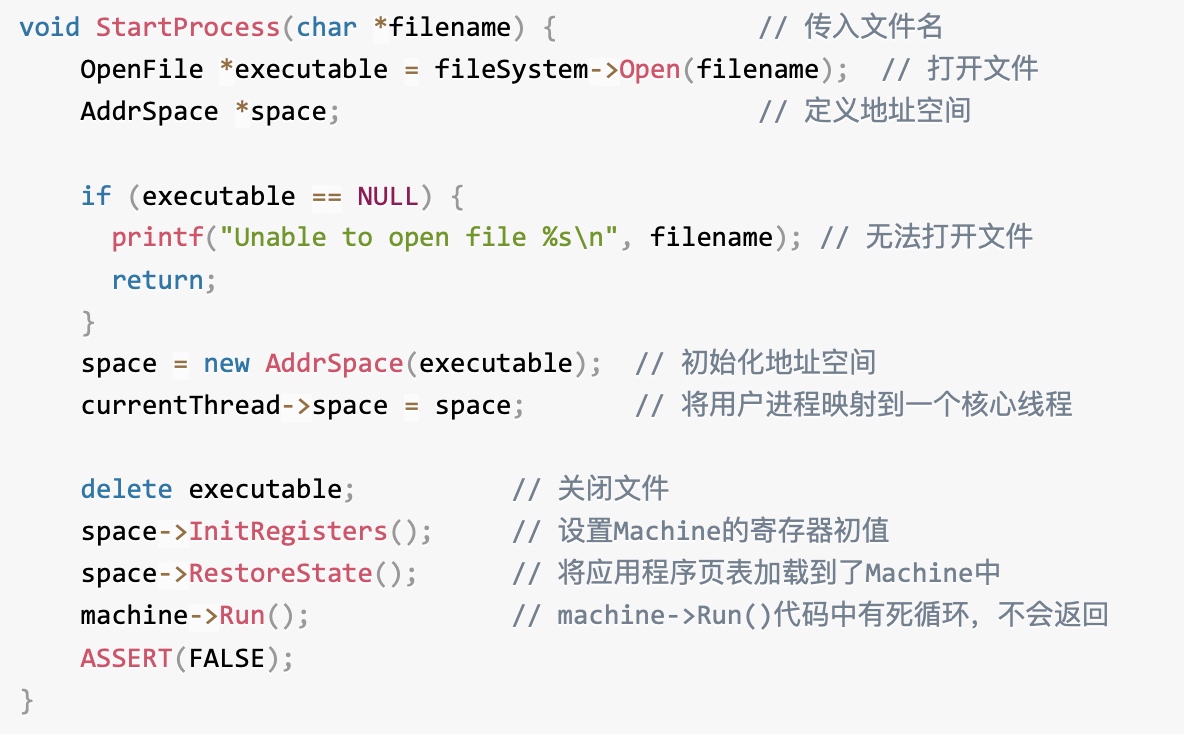 void StartProcess(char *filename) {             // 传入文件名
    OpenFile *executable = fileSystem->Open(filename);  // 打开文件
    AddrSpace *space;                           // 定义地址空间

    if (executable == NULL) {
      printf("Unable to open file %s\n", filename); // 无法打开文件
      return;
    }
    space = new AddrSpace(executable);  // 初始化地址空间
    currentThread->space = space;       // 将用户进程映射到一个核心线程

    delete executable;          // 关闭文件
    space->InitRegisters();     // 设置Machine的寄存器初值
    space->RestoreState();      // 将应用程序页表加载到了Machine中
    machine->Run();             // machine->Run()代码中有死循环，不会返回
    ASSERT(FALSE);
}